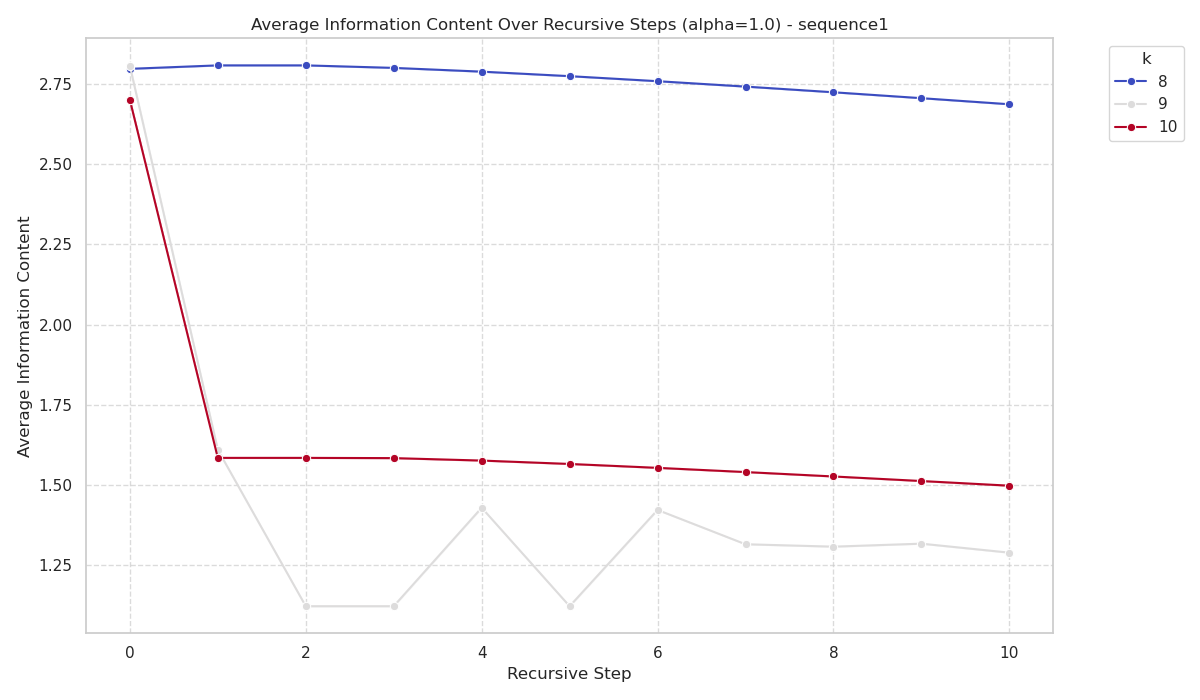 Average Information Content Over Recursive Steps (alpha=1.0) - sequence1
k
8
9
10
Average Information Content
2.75
2.50
2.25
2.00
1.75
1.50
1.25
0 2 4 6 8 10
Recursive Step